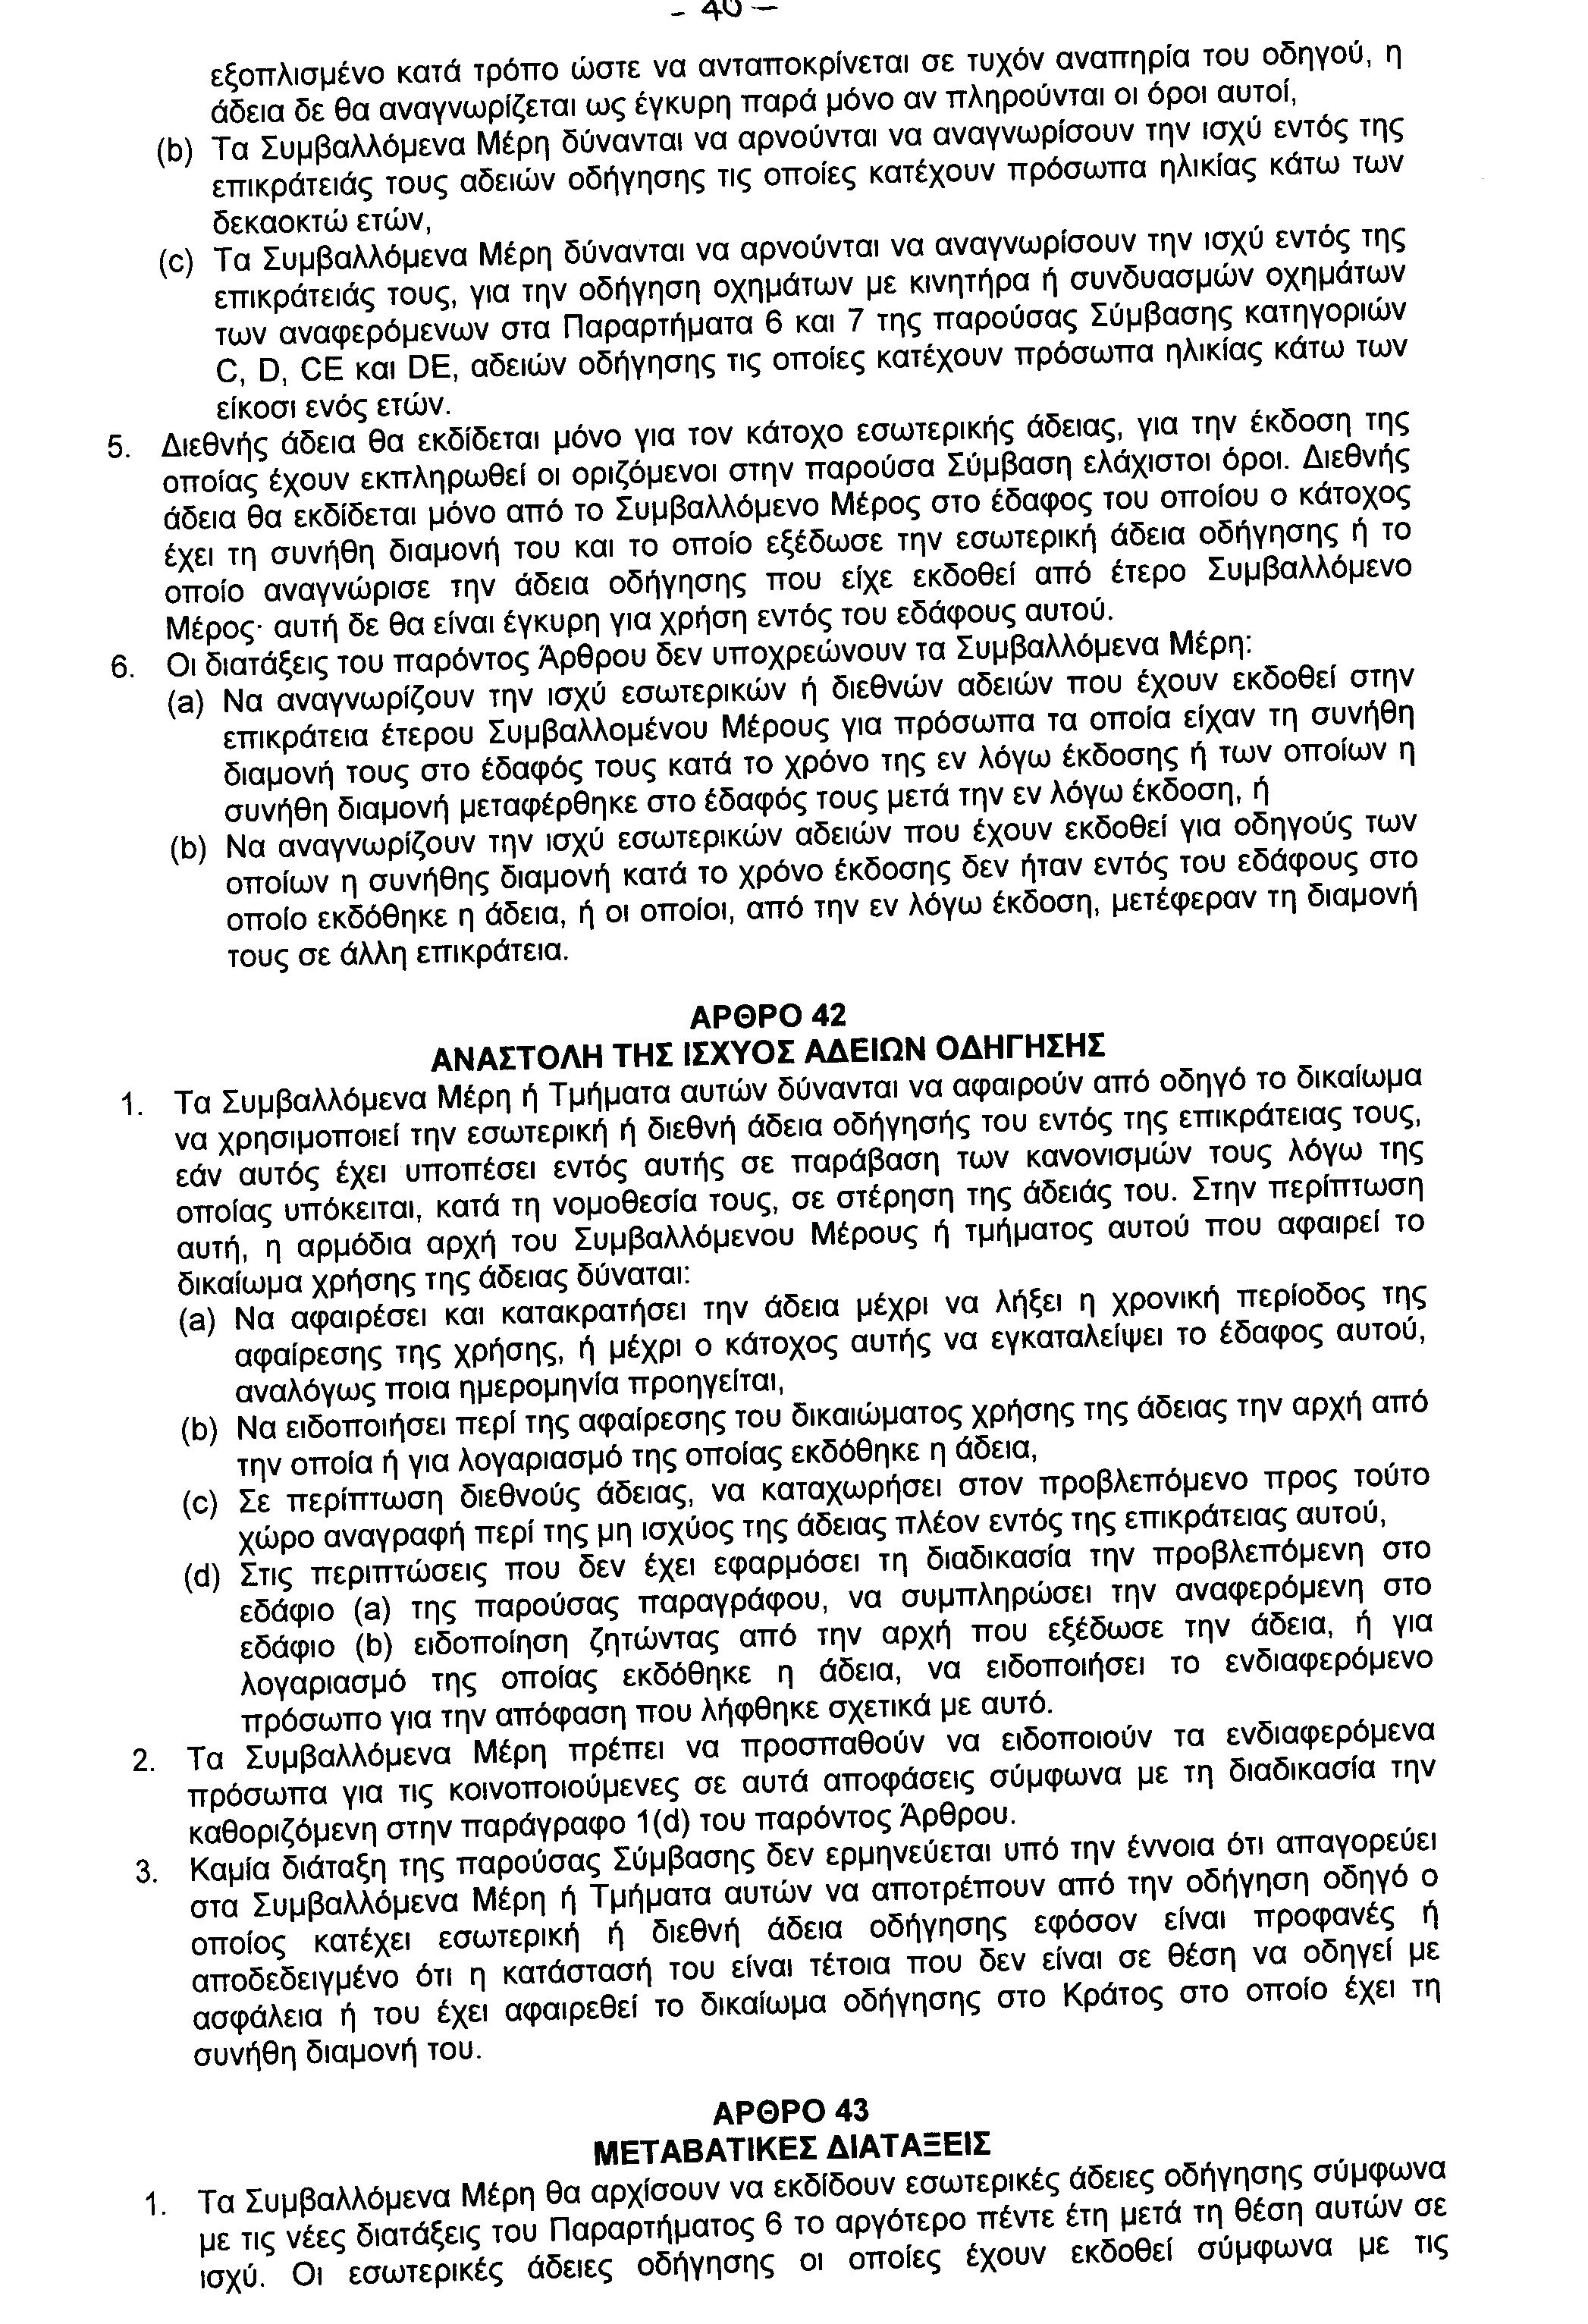 - 40 -
εξοπλισμένο κατά τρόπο ώστε να ανταποκρίνεται σε τυχόν αναπηρία του οδηγού, η
άδεια δε θα αναγνωρίζεται ως έγκυρη παρά μόνο αν πληρούνται οι όροι αυτοί,
(b) Τα Συμβαλλόμενα Μέρη δύνανται να αρνούνται να αναγνωρίσουν την ισχύ εντός της
επικράτειάς τους αδειών οδήγησης τις οποίες κατέχουν πρόσωπα ηλικίας κάτω των
δεκαοκτώ ετών,
(c) Τα Συμβαλλόμενα Μέρη δύνανται να αρνούνται να αναγνωρίσουν την ισχύ εντός της
επικράτειάς τους, για την οδήγηση οχημάτων με κινητήρα ή συνδυασμών οχημάτων
των αναφερόμενων στα Παραρτήματα 6 και 7 της παρούσας Σύμβασης κατηγοριών
C, D, CE και DE, αδειών οδήγησης τις οποίες κατέχουν πρόσωπα ηλικίας κάτω των
είκοσι ενός ετών.
5. Διεθνής άδεια θα εκδίδεται μόνο για τον κάτοχο εσωτερικής άδειας, για την έκδοση της
οποίας έχουν εκπληρωθεί οι οριζόμενοι στην παρούσα Σύμβαση ελάχιστοι όροι. Διεθνής
άδεια θα εκδίδεται μόνο από το Συμβαλλόμενο Μέρος στο έδαφος του οποίου ο κάτοχος
έχει τη συνήθη διαμονή του και το οποίο εξέδωσε την εσωτερική άδεια οδήγησης ή το
οποίο αναγνώρισε την άδεια οδήγησης που είχε εκδοθεί από έτερο Συμβαλλόμενο
Μέρος· αυτή δε θα είναι έγκυρη για χρήση εντός του εδάφους αυτού.
6. Οι διατάξεις του παρόντος Άρθρου δεν υποχρεώνουν τα Συμβαλλόμενα Μέρη:
(a) Να αναγνωρίζουν την ισχύ εσωτερικών ή διεθνών αδειών που έχουν εκδοθεί στην
επικράτεια έτερου Συμβαλλομένου Μέρους για πρόσωπα τα οποία είχαν τη συνήθη
διαμονή τους στο έδαφός τους κατά το χρόνο της εν λόγω έκδοσης ή των οποίων η
συνήθη διαμονή μεταφέρθηκε στο έδαφός τους μετά την εν λόγω έκδοση, ή
(b) Να αναγνωρίζουν την ισχύ εσωτερικών αδειών που έχουν εκδοθεί για οδηγούς των
οποίων η συνήθης διαμονή κατά το χρόνο έκδοσης δεν ήταν εντός του εδάφους στο
οποίο εκδόθηκε η άδεια, ή οι οποίοι, από την εν λόγω έκδοση, μετέφεραν τη διαμονή
τους σε άλλη επικράτεια.
ΑΡΘΡΟ 42
ΑΝΑΣΤΟΛΗ ΤΗΣ ΙΣΧΥΟΣ ΑΔΕΙΩΝ ΟΔΗΓΗΣΗΣ
1. Τα Συμβαλλόμενα Μέρη ή Τμήματα αυτών δύνανται να αφαιρούν από οδηγό το δικαίωμα
να χρησιμοποιεί την εσωτερική ή διεθνή άδεια οδήγησής του εντός της επικράτειας τους,
εάν αυτός έχει υποπέσει εντός αυτής σε παράβαση των κανονισμών τους λόγω της
οποίας υπόκειται, κατά τη νομοθεσία τους, σε στέρηση της άδειάς του. Στην περίπτωση
αυτή, η αρμόδια αρχή του Συμβαλλόμενου Μέρους ή τμήματος αυτού που αφαιρεί το
δικαίωμα χρήσης της άδειας δύναται:
(a) Να αφαιρέσει και κατακρατήσει την άδεια μέχρι να λήξει η χρονική περίοδος της
αφαίρεσης της χρήσης, ή μέχρι ο κάτοχος αυτής να εγκαταλείψει το έδαφος αυτού,
αναλόγως ποια ημερομηνία προηγείται,
(b) Να ειδοποιήσει περί της αφαίρεσης του δικαιώματος χρήσης της άδειας την αρχή από
την οποία ή για λογαριασμό της οποίας εκδόθηκε η άδεια,
(c) Σε περίπτωση διεθνούς άδειας, να καταχωρήσει στον προβλεπόμενο προς τούτο
χώρο αναγραφή περί της μη ισχύος της άδειας πλέον εντός της επικράτειας αυτού,
(d) Στις περιπτώσεις που δεν έχει εφαρμόσει τη διαδικασία την προβλεπόμενη στο
εδάφιο (a) της παρούσας παραγράφου, να συμπληρώσει την αναφερόμενη στο
εδάφιο (b) ειδοποίηση ζητώντας από την αρχή που εξέδωσε την άδεια, ή για
λογαριασμό της οποίας εκδόθηκε η άδεια, να ειδοποιήσει το ενδιαφερόμενο
πρόσωπο για την απόφαση που λήφθηκε σχετικά με αυτό.
2. Τα Συμβαλλόμενα Μέρη πρέπει να προσπαθούν να ειδοποιούν τα ενδιαφερόμενα
πρόσωπα για τις κοινοποιούμενες σε αυτά αποφάσεις σύμφωνα με τη διαδικασία την
καθοριζόμενη στην παράγραφο 1(d) του παρόντος Άρθρου.
3. Καμία διάταξη της παρούσας Σύμβασης δεν ερμηνεύεται υπό την έννοια ότι απαγορεύει
στα Συμβαλλόμενα Μέρη ή Τμήματα αυτών να αποτρέπουν από την οδήγηση οδηγό ο
οποίος κατέχει εσωτερική ή διεθνή άδεια οδήγησης εφόσον είναι προφανές ή
αποδεδειγμένο ότι η κατάστασή του είναι τέτοια που δεν είναι σε θέση να οδηγεί με
ασφάλεια ή του έχει αφαιρεθεί το δικαίωμα οδήγησης στο Κράτος στο οποίο έχει τη
συνήθη διαμονή του.
ΑΡΘΡΟ 43
ΜΕΤΑΒΑΤΙΚΕΣ ΔΙΑΤΑΞΕΙΣ
1. Τα Συμβαλλόμενα Μέρη θα αρχίσουν να εκδίδουν εσωτερικές άδειες οδήγησης σύμφωνα
με τις νέες διατάξεις του Παραρτήματος 6 το αργότερο πέντε έτη μετά τη θέση αυτών σε
ισχύ. Οι εσωτερικές άδειες οδήγησης οι οποίες έχουν εκδοθεί σύμφωνα με τις